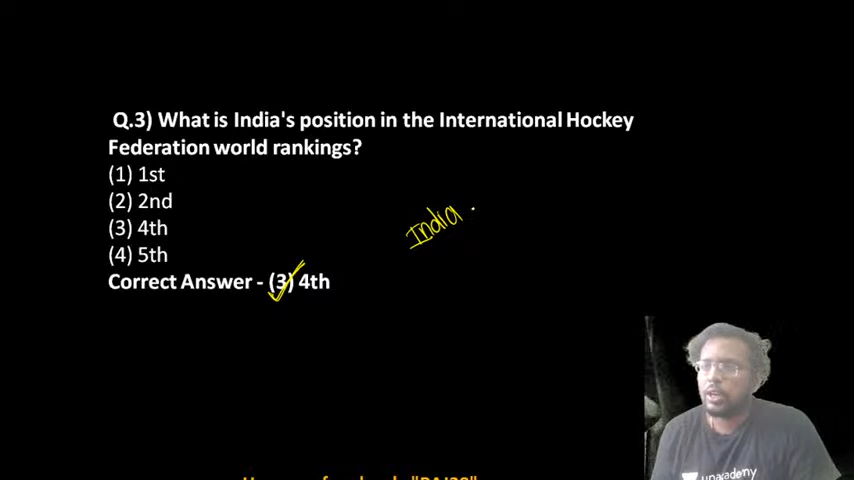 Q.3) What is India's position in the International Hockey
Federation world rankings?
(1) 1st
(2) 2nd
(3) 4th
(4) 5th
Correct Answer - (3) 4th
India
unacademy